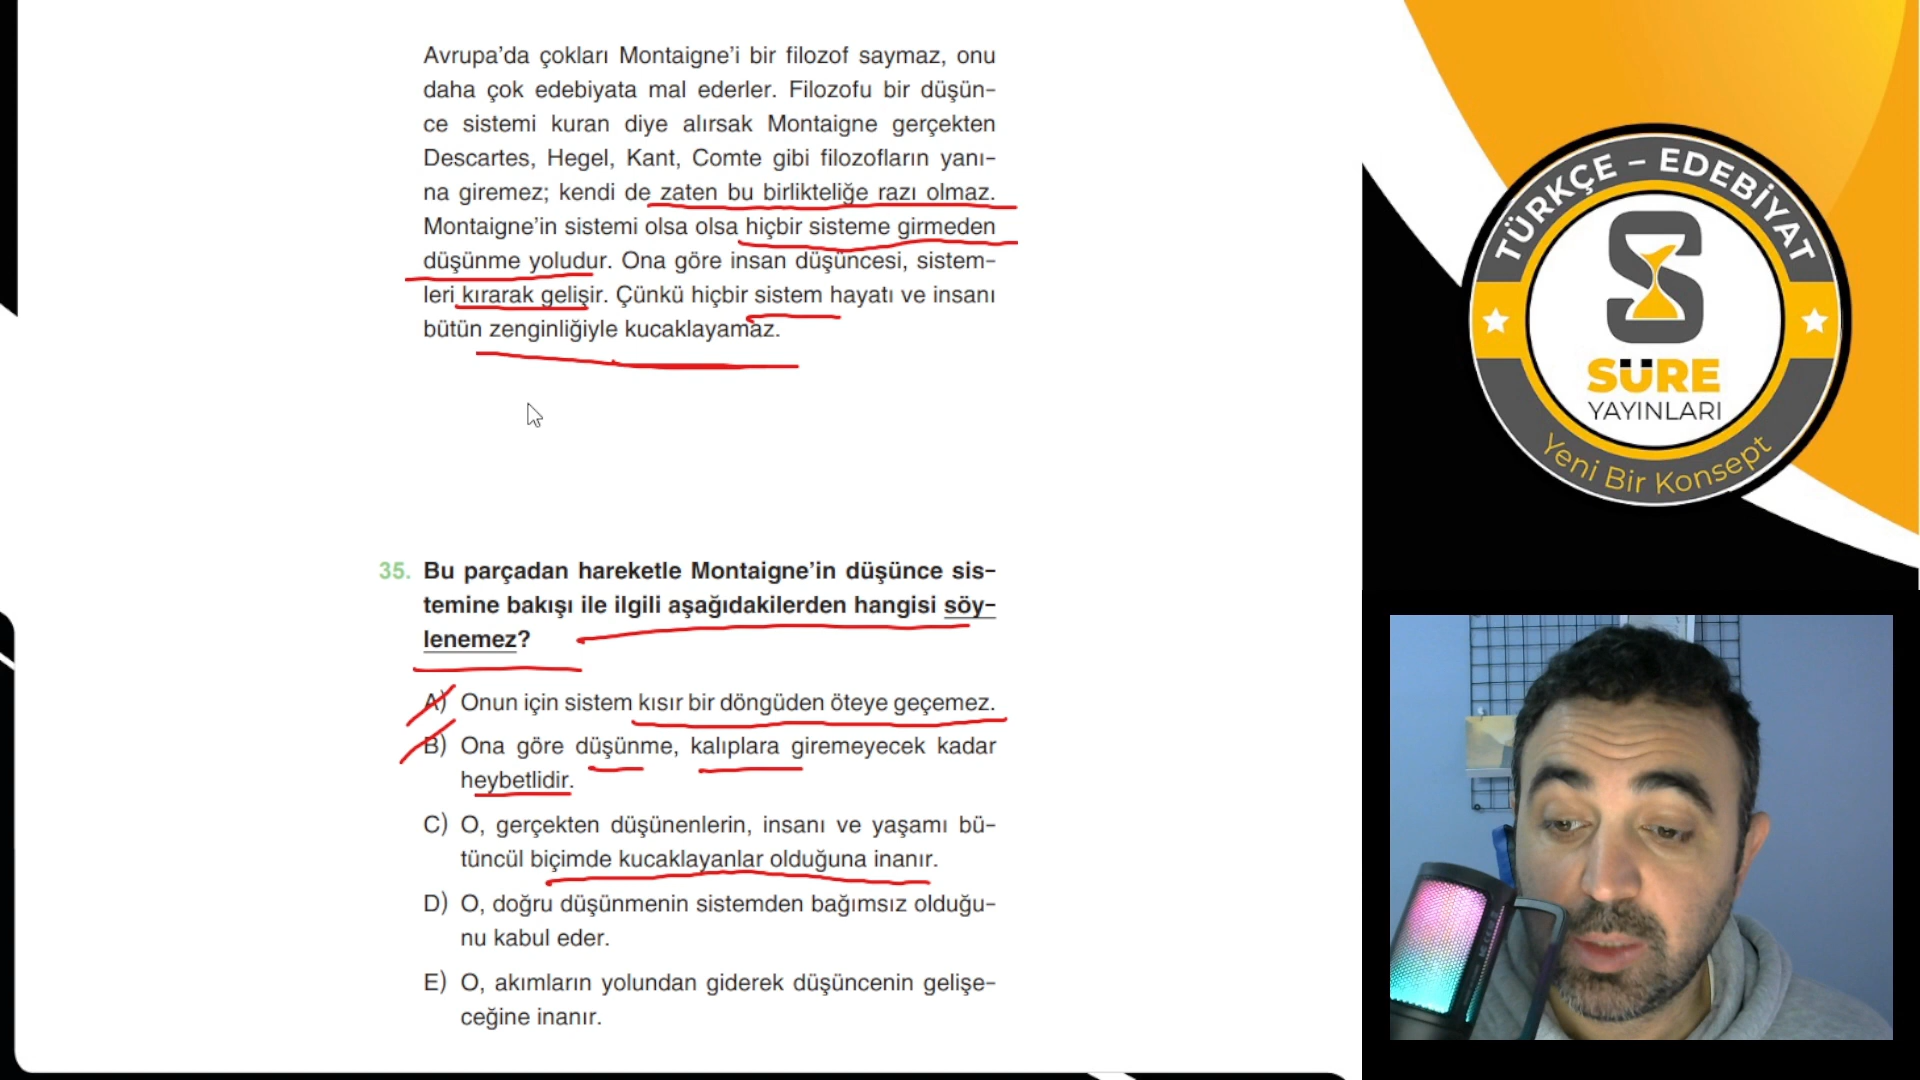 Avrupa’da çokları Montaigne’i bir filozof saymaz, onu
daha çok edebiyata mal ederler. Filozofu bir düşün-
ce sistemi kuran diye alırsak Montaigne gerçekten
Descartes, Hegel, Kant, Comte gibi filozofların yanı-
na giremez; kendi de zaten bu birlikteliğe razı olmaz.
Montaigne’in sistemi olsa olsa hiçbir sisteme girmeden
düşünme yoludur. Ona göre insan düşüncesi, sistem-
leri kırarak gelişir. Çünkü hiçbir sistem hayatı ve insanı
bütün zenginliğiyle kucaklayamaz.
35. Bu parçadan hareketle Montaigne’in düşünce sis-
temine bakışı ile ilgili aşağıdakilerden hangisi söy-
lenemez?
A) Onun için sistem kısır bir döngüden öteye geçemez.
B) Ona göre düşünme, kalıplara giremeyecek kadar
heybetlidir.
C) O, gerçekten düşünenlerin, insanı ve yaşamı bü-
tüncül biçimde kucaklayanlar olduğuna inanır.
D) O, doğru düşünmenin sistemden bağımsız olduğu-
nu kabul eder.
E) O, akımların yolundan giderek düşüncenin gelişe-
ceğine inanır.
TÜRKÇE – EDEBİYAT
SÜRE
YAYINLARI
Yeni Bir Konsept